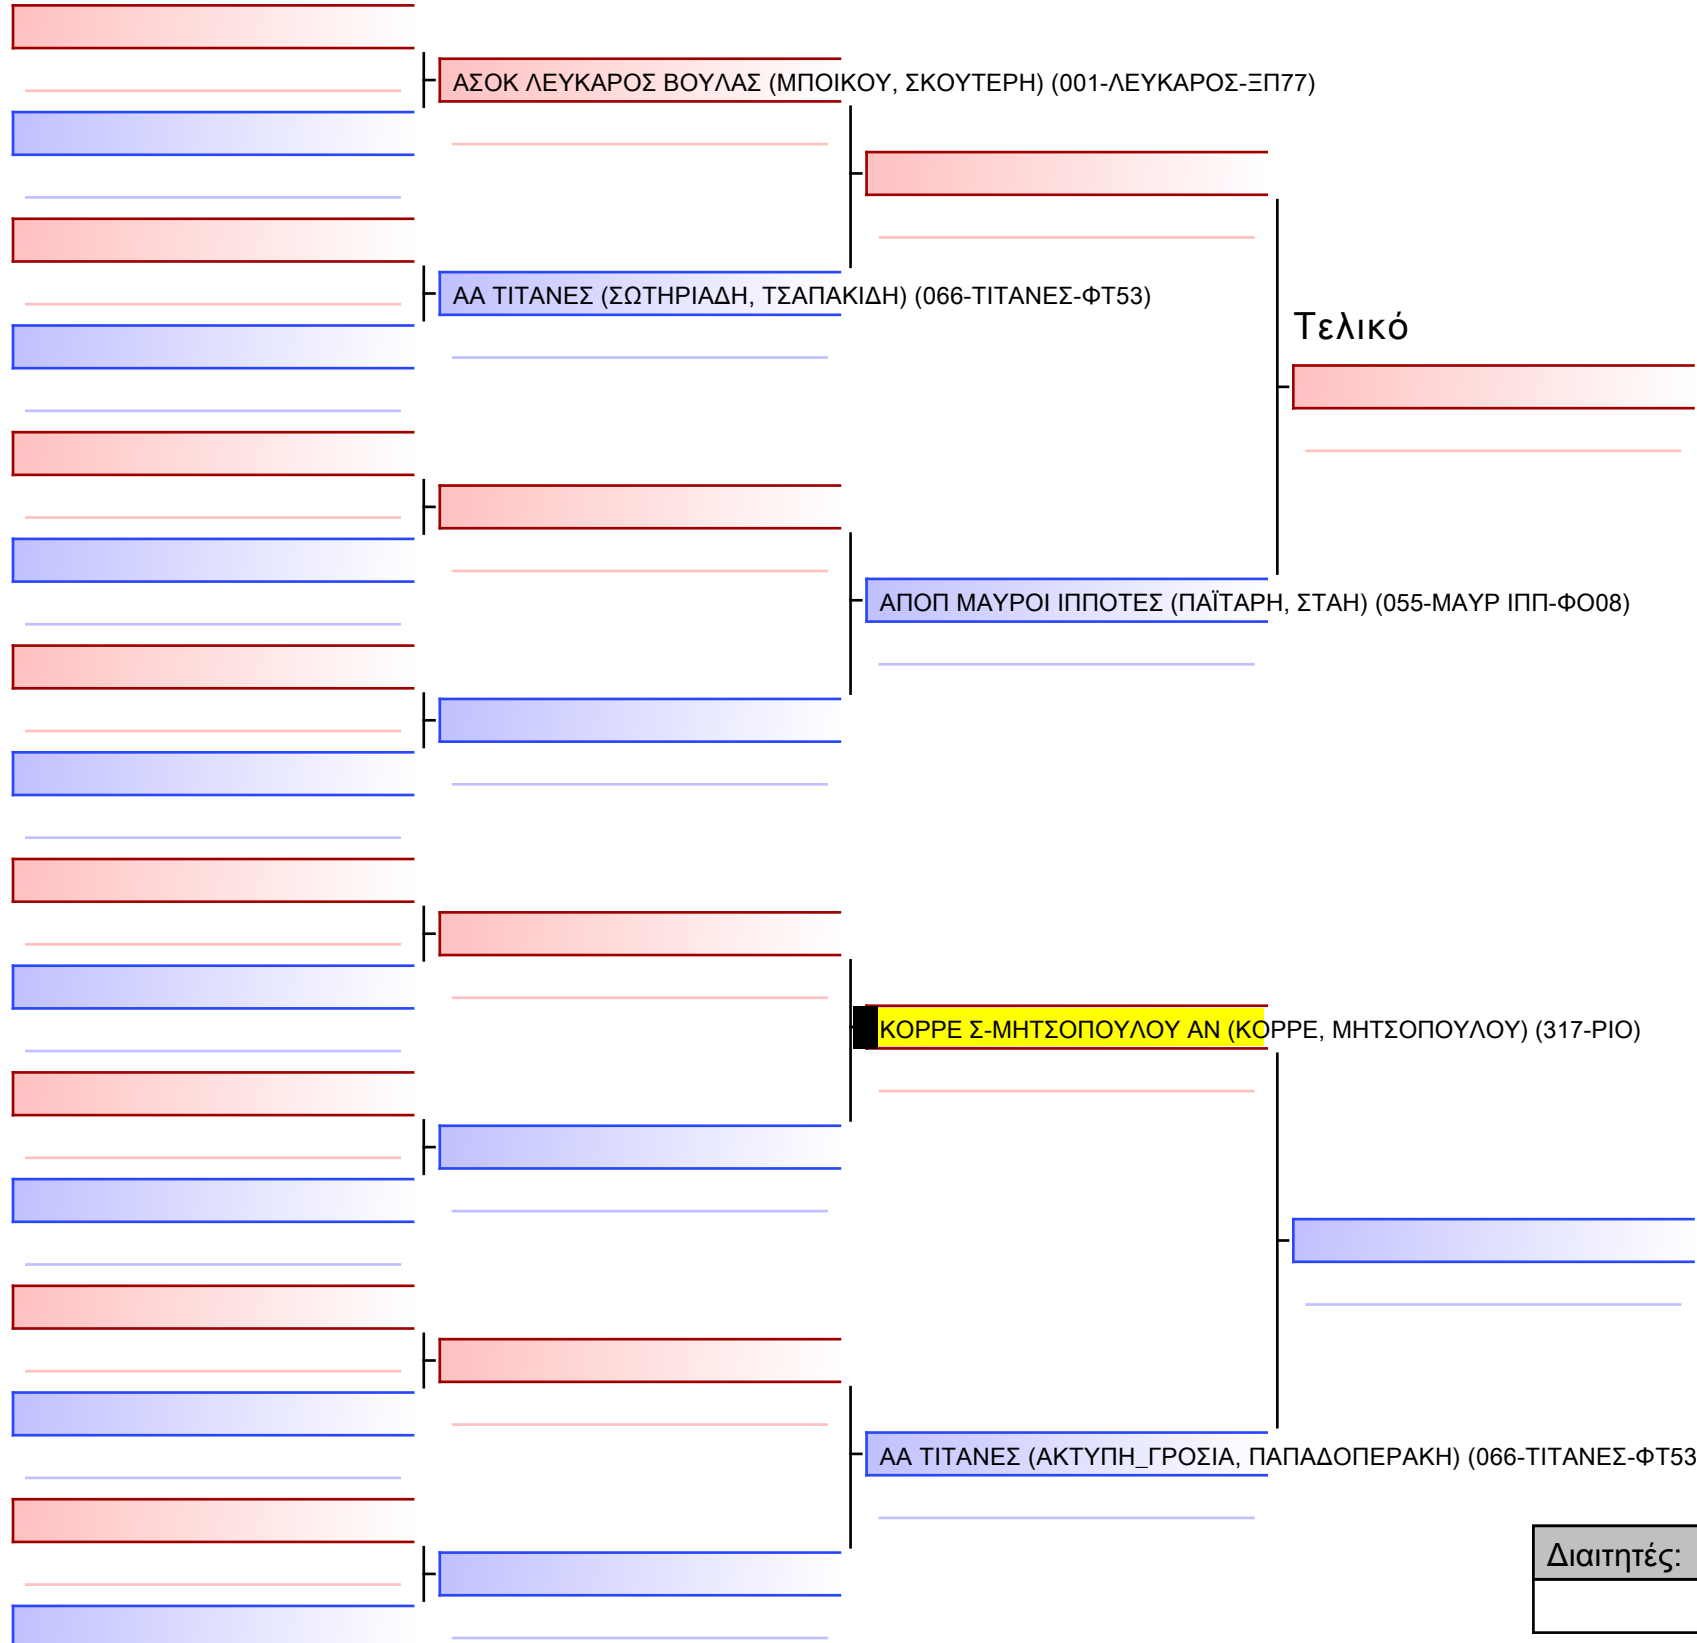 ΑΣΟΚ ΛΕΥΚΑΡΟΣ ΒΟΥΛΑΣ (ΜΠΟΙΚΟΥ, ΣΚΟΥΤΕΡΗ) (001-ΛΕΥΚΑΡΟΣ-ΞΠ77)
ΑΑ ΤΙΤΑΝΕΣ (ΣΩΤΗΡΙΑΔΗ, ΤΣΑΠΑΚΙΔΗ) (066-ΤΙΤΑΝΕΣ-ΦΤ53)
Τελικό
ΑΠΟΠ ΜΑΥΡΟΙ ΙΠΠΟΤΕΣ (ΠΑΪΤΑΡΗ, ΣΤΑΗ) (055-ΜΑΥΡ ΙΠΠ-ΦΟ08)
ΚΟΡΡΕ Σ-ΜΗΤΣΟΠΟΥΛΟΥ ΑΝ (ΚΟΡΡΕ, ΜΗΤΣΟΠΟΥΛΟΥ) (317-ΡΙΟ)
ΑΑ ΤΙΤΑΝΕΣ (ΑΚΤΥΠΗ_ΓΡΟΣΙΑ, ΠΑΠΑΔΟΠΕΡΑΚΗ) (066-ΤΙΤΑΝΕΣ-ΦΤ53
Διαιτητές: